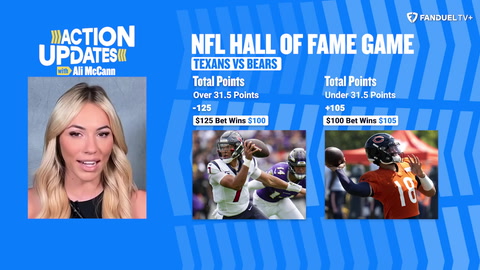 ACTION
UPDATES
with Ali McCann
FANDUEL TV+
NFL HALL OF FAME GAME
TEXANS VS BEARS
Total Points
Over 31.5 Points
-125
$125 Bet Wins $100
Total Points
Under 31.5 Points
+105
$100 Bet Wins $105
7
18